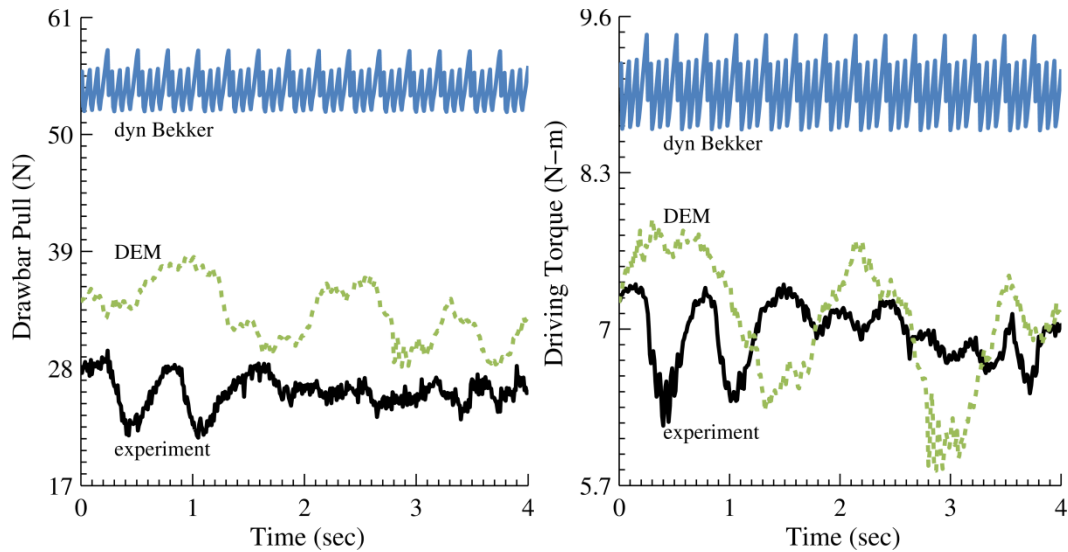 61
50
39
28
17
Drawbar Pull (N)
dyn Bekker
DEM
experiment
0
1
2
3
4
Time (sec)
9.6
8.3
7
5.7
Driving Torque (N−m)
dyn Bekker
DEM
experiment
0
1
2
3
4
Time (sec)